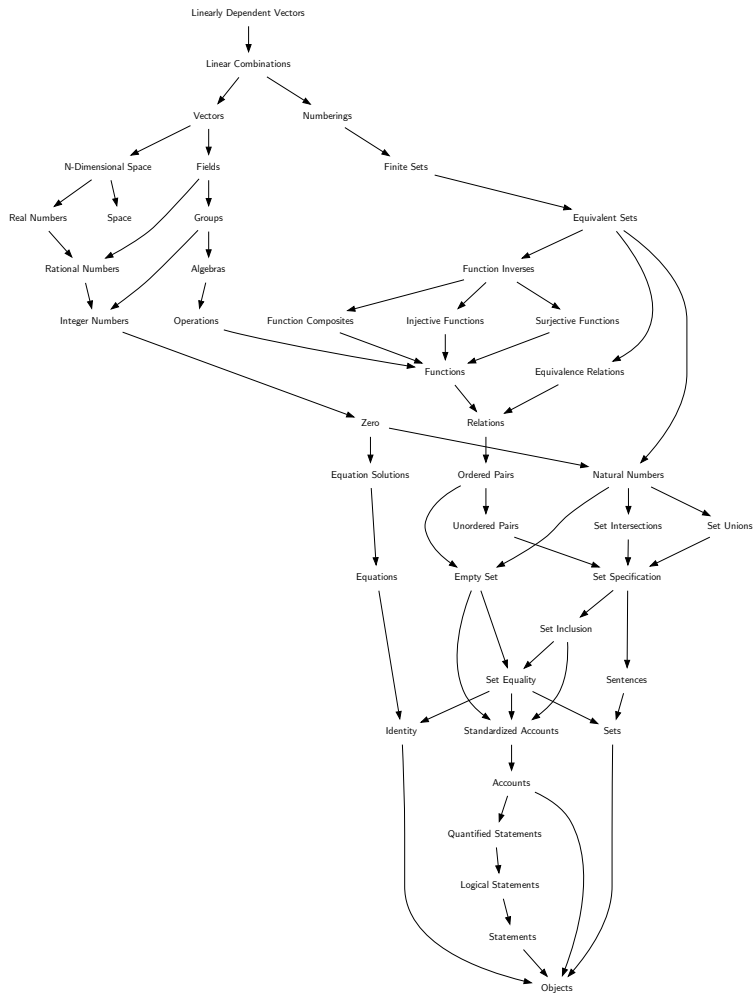 Linearly Dependent Vectors
Linear Combinations
Vectors
Numberings
N-Dimensional Space
Fields
Finite Sets
Real Numbers
Space
Groups
Equivalent Sets
Rational Numbers
Algebras
Function Inverses
Integer Numbers
Operations
Function Composites
Injective Functions
Surjective Functions
Functions
Equivalence Relations
Zero
Relations
Equation Solutions
Ordered Pairs
Natural Numbers
Unordered Pairs
Set Intersections
Set Unions
Equations
Empty Set
Set Specification
Set Inclusion
Set Equality
Sentences
Identity
Standardized Accounts
Sets
Accounts
Quantified Statements
Logical Statements
Statements
Objects